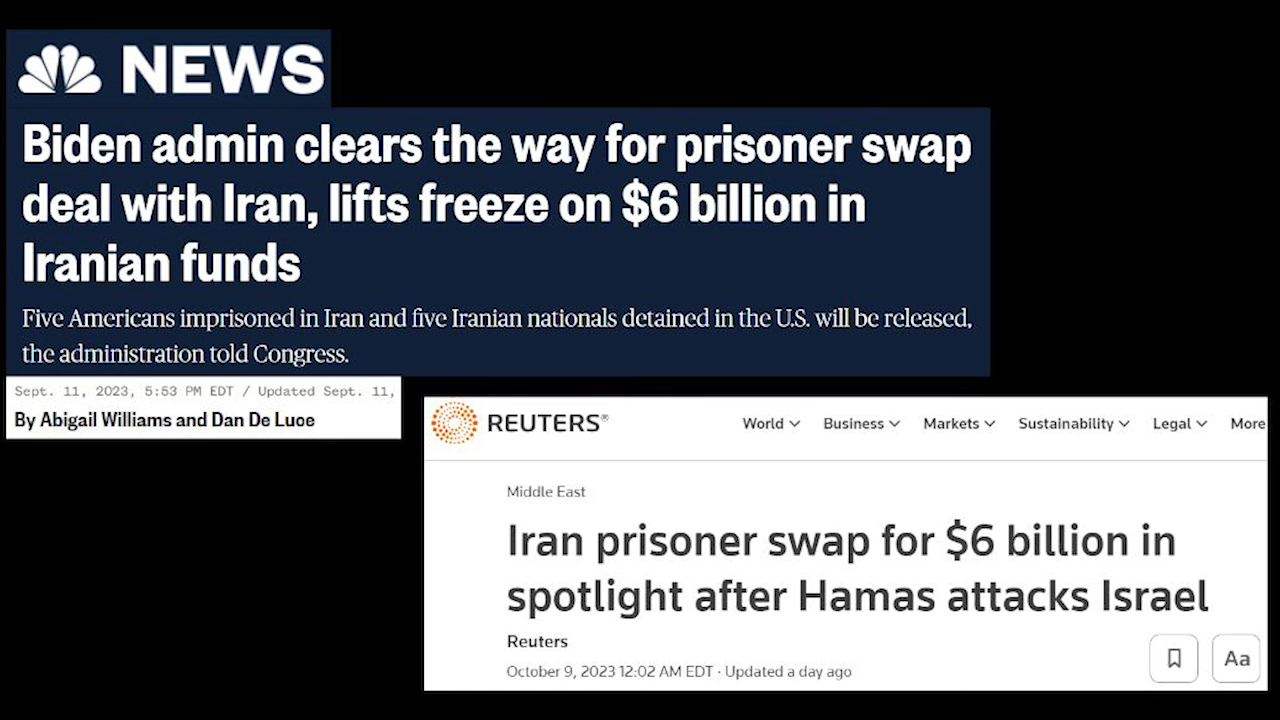 NEWS
Biden admin clears the way for prisoner swap
deal with Iran, lifts freeze on $6 billion in
Iranian funds
Five Americans imprisoned in Iran and five Iranian nationals detained in the U.S. will be released,
the administration told Congress.
Sept. 11, 2023, 5:53 PM EDT / Updated Sept. 11,
By Abigail Williams and Dan De Luce
REUTERS®
World Business Markets Sustainability Legal More
Middle East
Iran prisoner swap for $6 billion in
spotlight after Hamas attacks Israel
Reuters
October 9, 2023 12:02 AM EDT · Updated a day ago
Aa